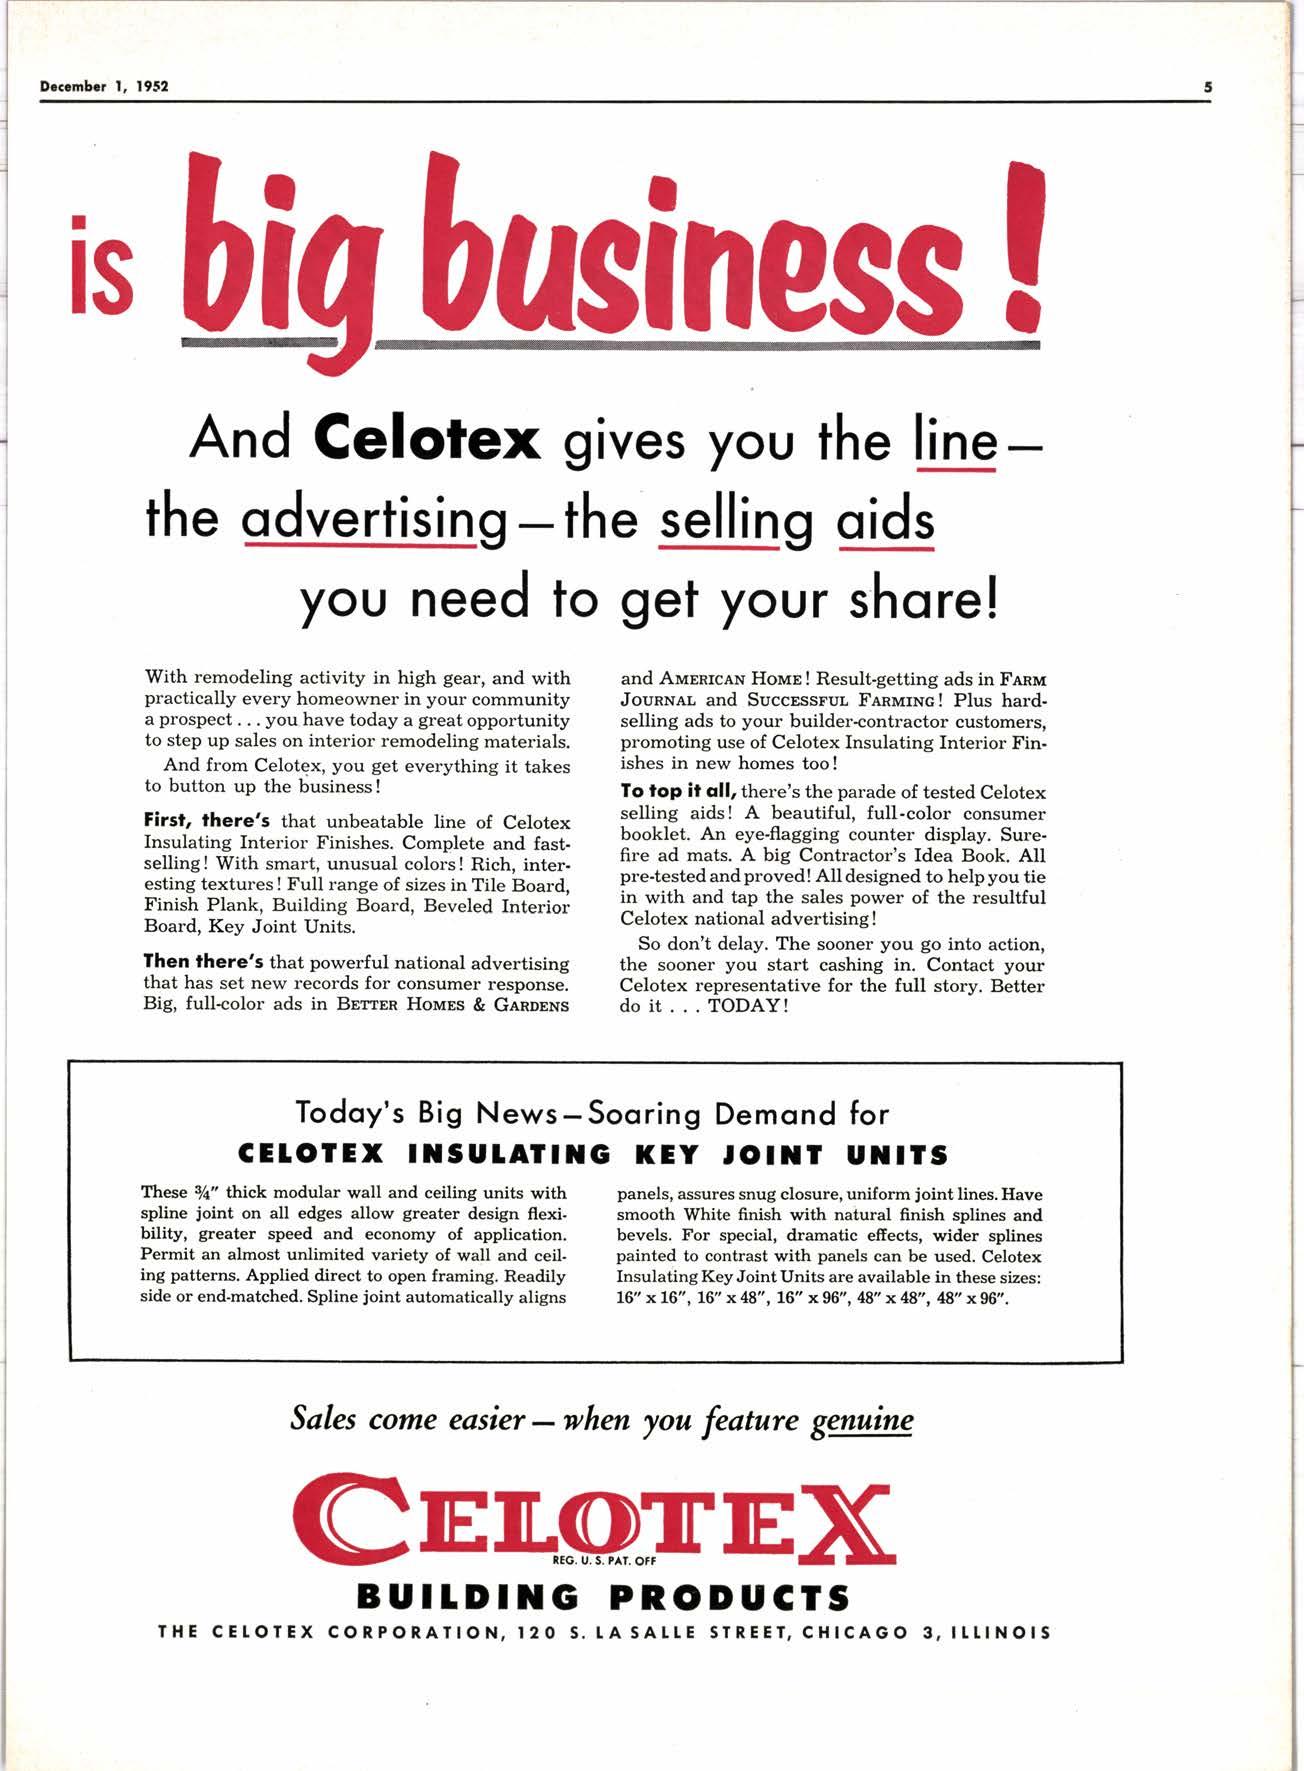 December 1, 1952
5
is big business!
And Celotex gives you the line—
the advertising—the selling aids
you need to get your share!
With remodeling activity in high gear, and with
practically every homeowner in your community
a prospect . . . you have today a great opportunity
to step up sales on interior remodeling materials.
And from Celotex, you get everything it takes
to button up the business!
First, there's that unbeatable line of Celotex
Insulating Interior Finishes. Complete and fast-
selling! With smart, unusual colors! Rich, inter-
esting textures! Full range of sizes in Tile Board,
Finish Plank, Building Board, Beveled Interior
Board, Key Joint Units.
Then there's that powerful national advertising
that has set new records for consumer response.
Big, full-color ads in BETTER HOMES & GARDENS
and AMERICAN HOME! Result-getting ads in FARM
JOURNAL and SUCCESSFUL FARMING! Plus hard-
selling ads to your builder-contractor customers,
promoting use of Celotex Insulating Interior Fin-
ishes in new homes too!
To top it all, there's the parade of tested Celotex
selling aids! A beautiful, full-color consumer
booklet. An eye-flagging counter display. Sure-
fire ad mats. A big Contractor's Idea Book. All
pre-tested and proved! All designed to help you tie
in with and tap the sales power of the resultful
Celotex national advertising!
So don't delay. The sooner you go into action,
the sooner you start cashing in. Contact your
Celotex representative for the full story. Better
do it . . . TODAY!
Today's Big News—Soaring Demand for
CELOTEX INSULATING KEY JOINT UNITS
These ¾" thick modular wall and ceiling units with
spline joint on all edges allow greater design flexi-
bility, greater speed and economy of application.
Permit an almost unlimited variety of wall and ceil-
ing patterns. Applied direct to open framing. Readily
side or end-matched. Spline joint automatically aligns
panels, assures snug closure, uniform joint lines. Have
smooth White finish with natural finish splines and
bevels. For special, dramatic effects, wider splines
painted to contrast with panels can be used. Celotex
Insulating Key Joint Units are available in these sizes:
16" x 16", 16" x 48", 16" x 96", 48" x 48", 48" x 96".
Sales come easier—when you feature genuine
CELOTEX
REG. U. S. PAT. OFF
BUILDING PRODUCTS
THE CELOTEX CORPORATION, 120 S. LA SALLE STREET, CHICAGO 3, ILLINOIS